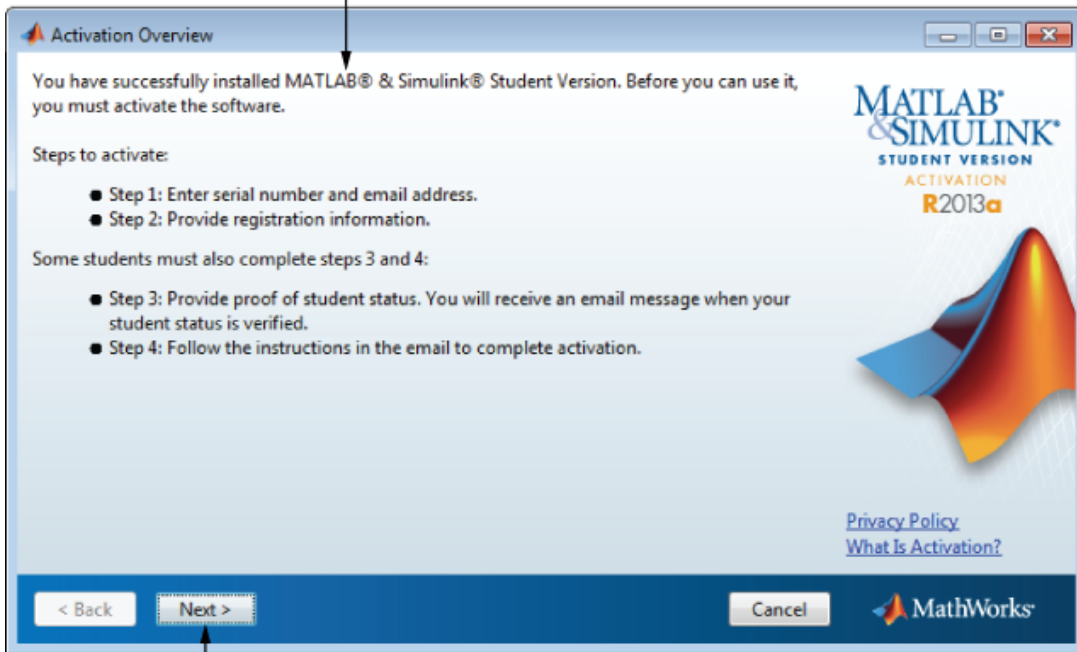 Activation Overview
You have successfully installed MATLAB® & Simulink® Student Version. Before you can use it,
you must activate the software.
Steps to activate:
● Step 1: Enter serial number and email address.
● Step 2: Provide registration information.
Some students must also complete steps 3 and 4:
● Step 3: Provide proof of student status. You will receive an email message when your
student status is verified.
● Step 4: Follow the instructions in the email to complete activation.
MATLAB®
&SIMULINK®
STUDENT VERSION
ACTIVATION
R2013a
Privacy Policy
What Is Activation?
< Back
Next >
Cancel
MathWorks®